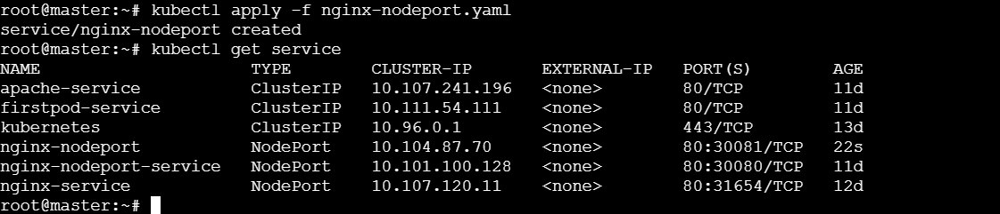 root@master:~# kubectl apply -f nginx-nodeport.yaml
service/nginx-nodeport created
root@master:~# kubectl get service
NAME                     TYPE        CLUSTER-IP       EXTERNAL-IP   PORT(S)        AGE
apache-service           ClusterIP   10.107.241.196   <none>        80/TCP         11d
firstpod-service         ClusterIP   10.111.54.111    <none>        80/TCP         11d
kubernetes               ClusterIP   10.96.0.1        <none>        443/TCP        13d
nginx-nodeport           NodePort    10.104.87.70     <none>        80:30081/TCP   22s
nginx-nodeport-service   NodePort    10.101.100.128   <none>        80:30080/TCP   11d
nginx-service            NodePort    10.107.120.11    <none>        80:31654/TCP   12d
root@master:~#